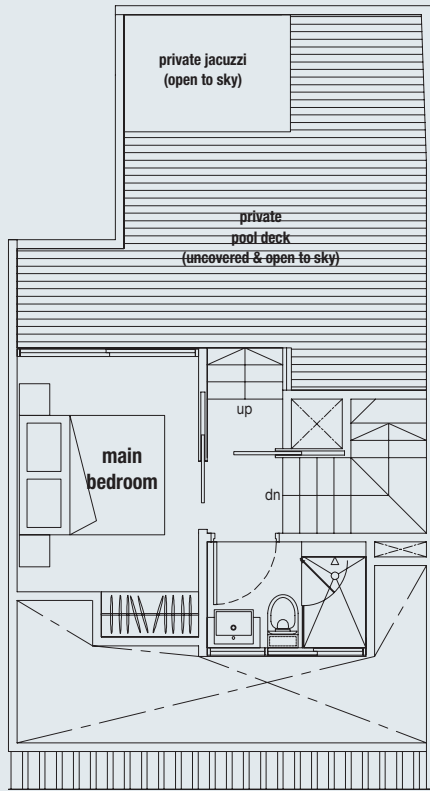 private jacuzzi
(open to sky)
private
pool deck
(uncovered & open to sky)
up
main
bedroom
dn